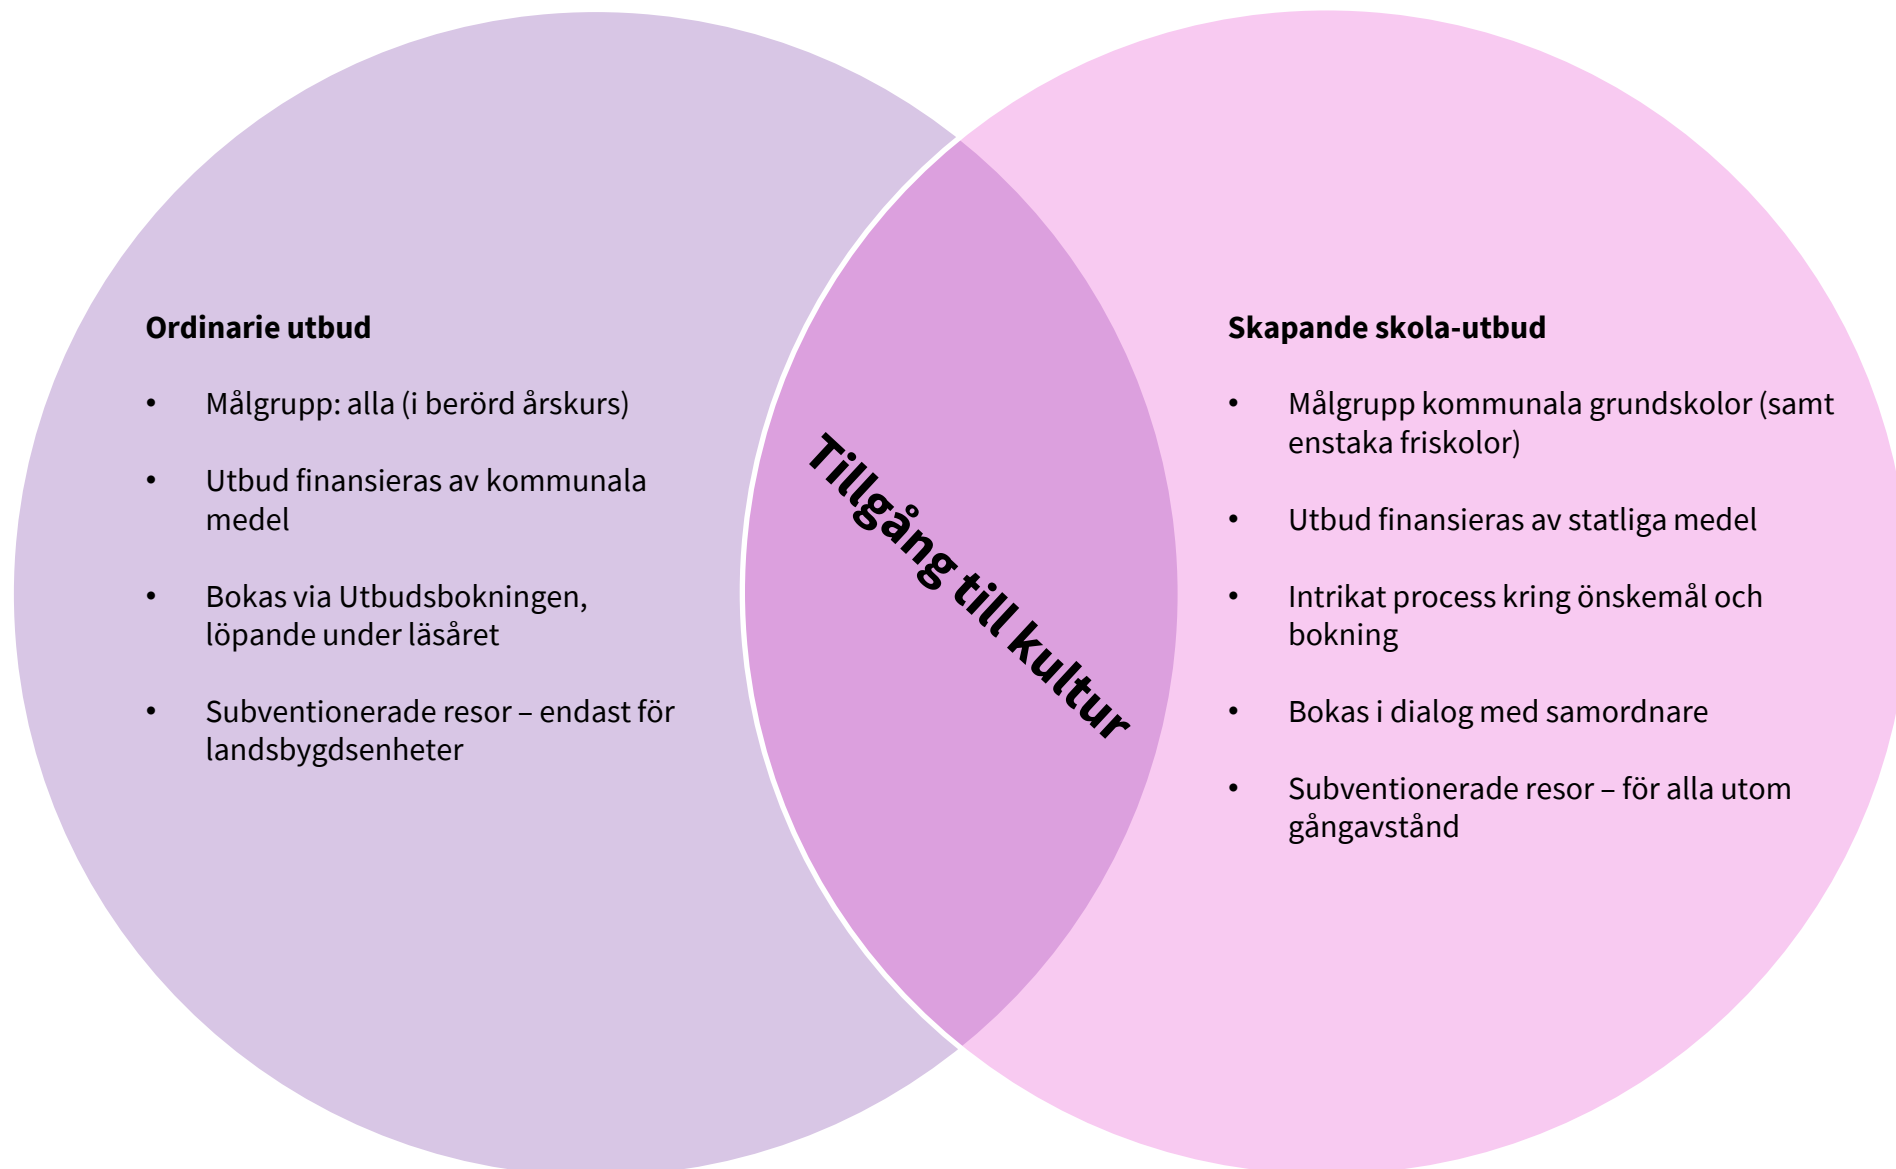 Ordinarie utbud
• Målgrupp: alla (i berörd årskurs)
• Utbud finansieras av kommunala
medel
• Bokas via Utbudsbokningen,
löpande under läsåret
• Subventionerade resor – endast för
landsbygdsenheter
Tillgång till kultur
Skapande skola-utbud
• Målgrupp kommunala grundskolor (samt
enstaka friskolor)
• Utbud finansieras av statliga medel
• Intrikat process kring önskemål och
bokning
• Bokas i dialog med samordnare
• Subventionerade resor – för alla utom
gångavstånd